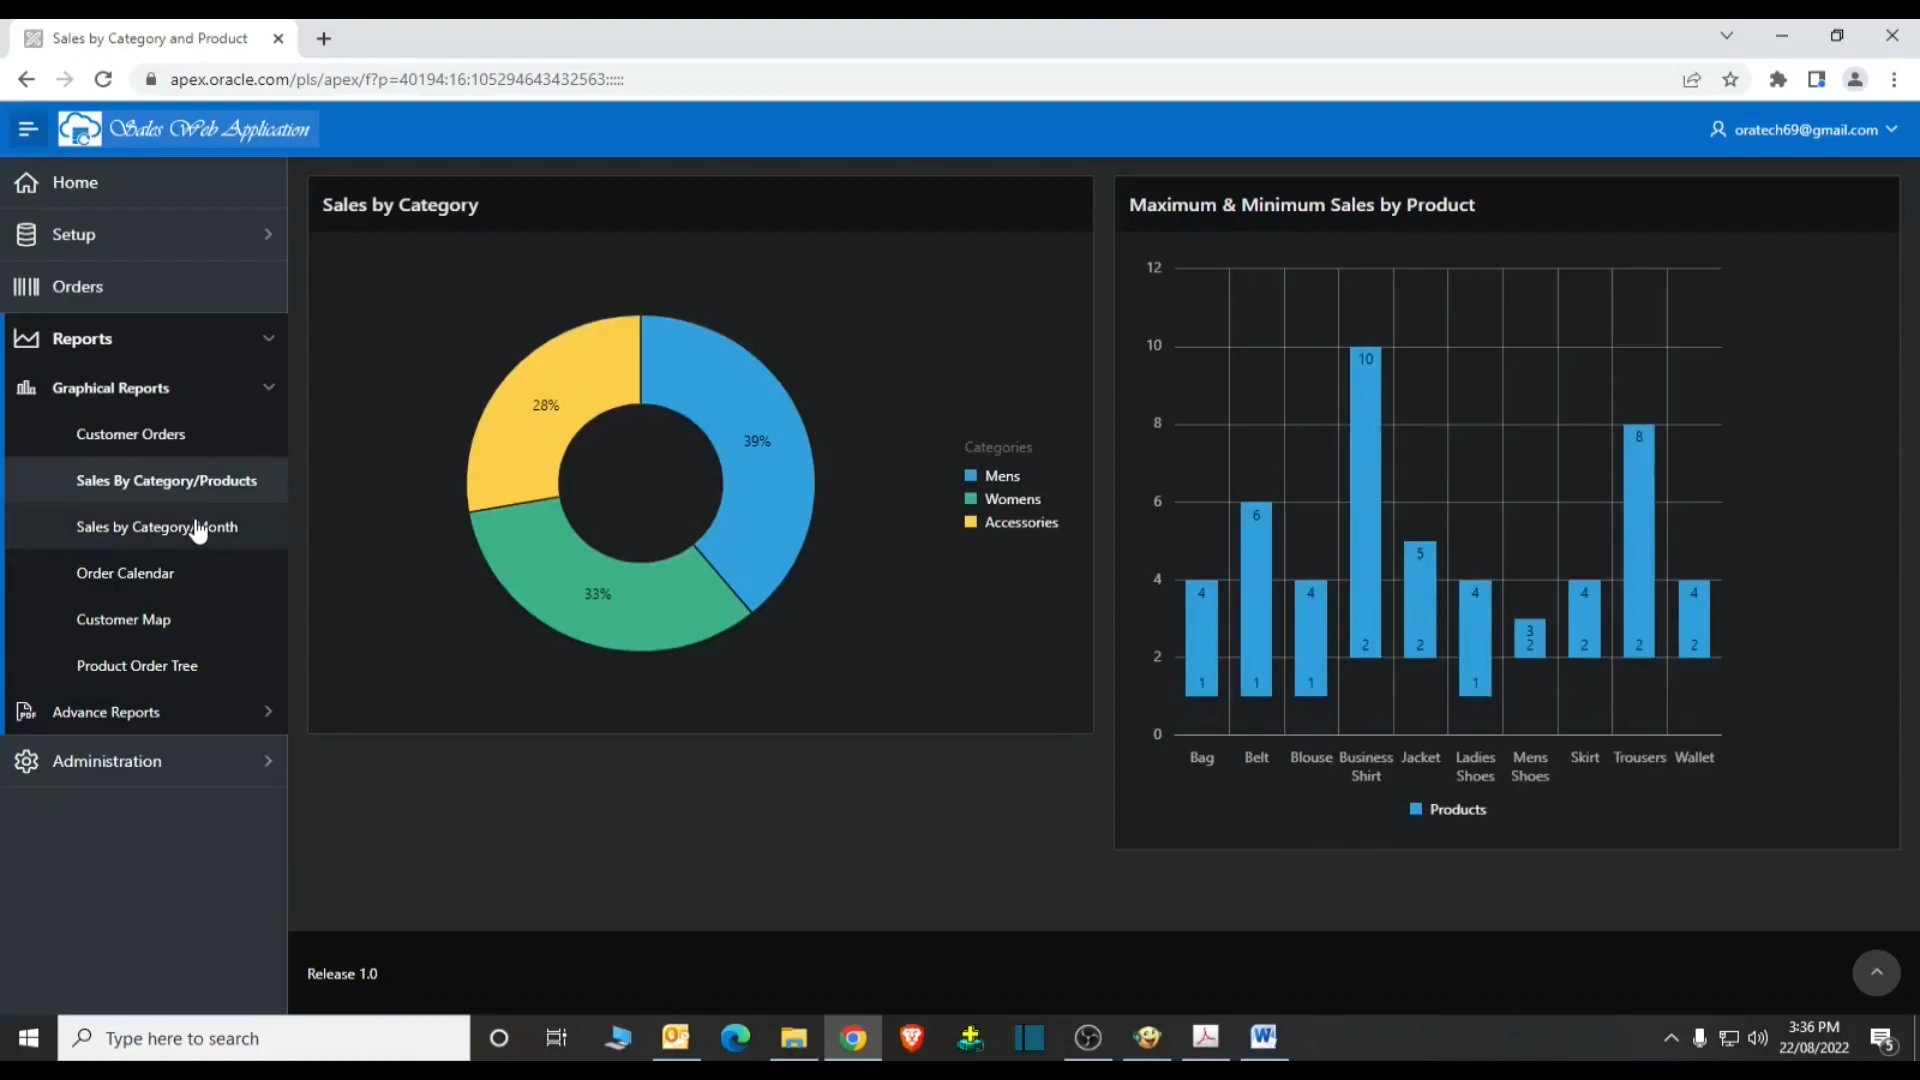 Sales by Category and Product
apex.oracle.com/pls/apex/f?p=40194:16:105294643432563:::::
Sales Web Application
oratech69@gmail.com
Home
Setup
Orders
Reports
Graphical Reports
Customer Orders
Sales By Category/Products
Sales by Category/Month
Order Calendar
Customer Map
Product Order Tree
PDF
Advance Reports
Administration
Sales by Category
28%
39%
33%
Categories
Mens
Womens
Accessories
Maximum & Minimum Sales by Product
12
10
8
6
4
2
0
10
8
6
5
4 4 4 4 4
3
2 2 2 2 2 2
1 1 1 1
Bag Belt Blouse Business Shirt Jacket Ladies Shoes Mens Shoes Skirt Trousers Wallet
Products
Release 1.0
Type here to search
3:36 PM
22/08/2022
5